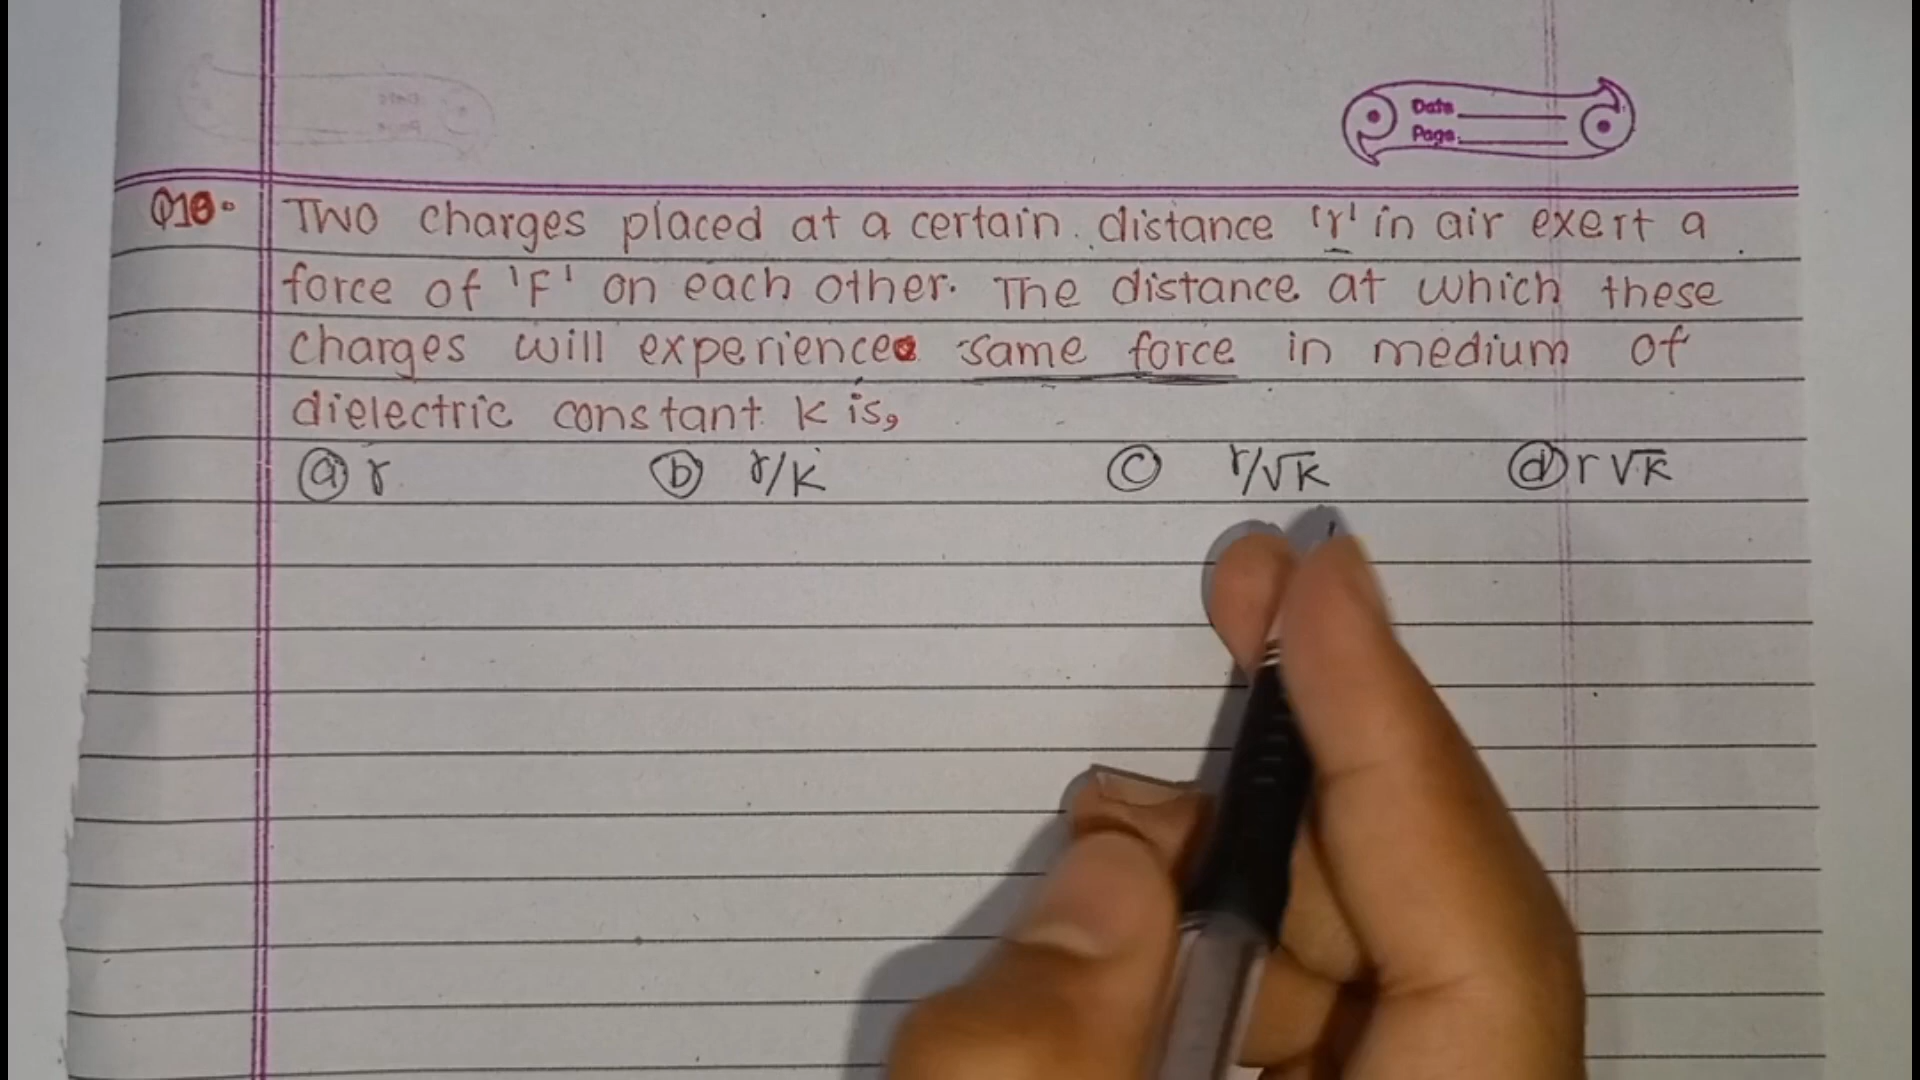 Date
Page
Q10. Two charges placed at a certain distance 'r' in air exert a
force of 'F' on each other. The distance at which these
charges will experience same force in medium of
dielectric constant K is,
(a) r (b) r/K (c) r/√K (d) r√K